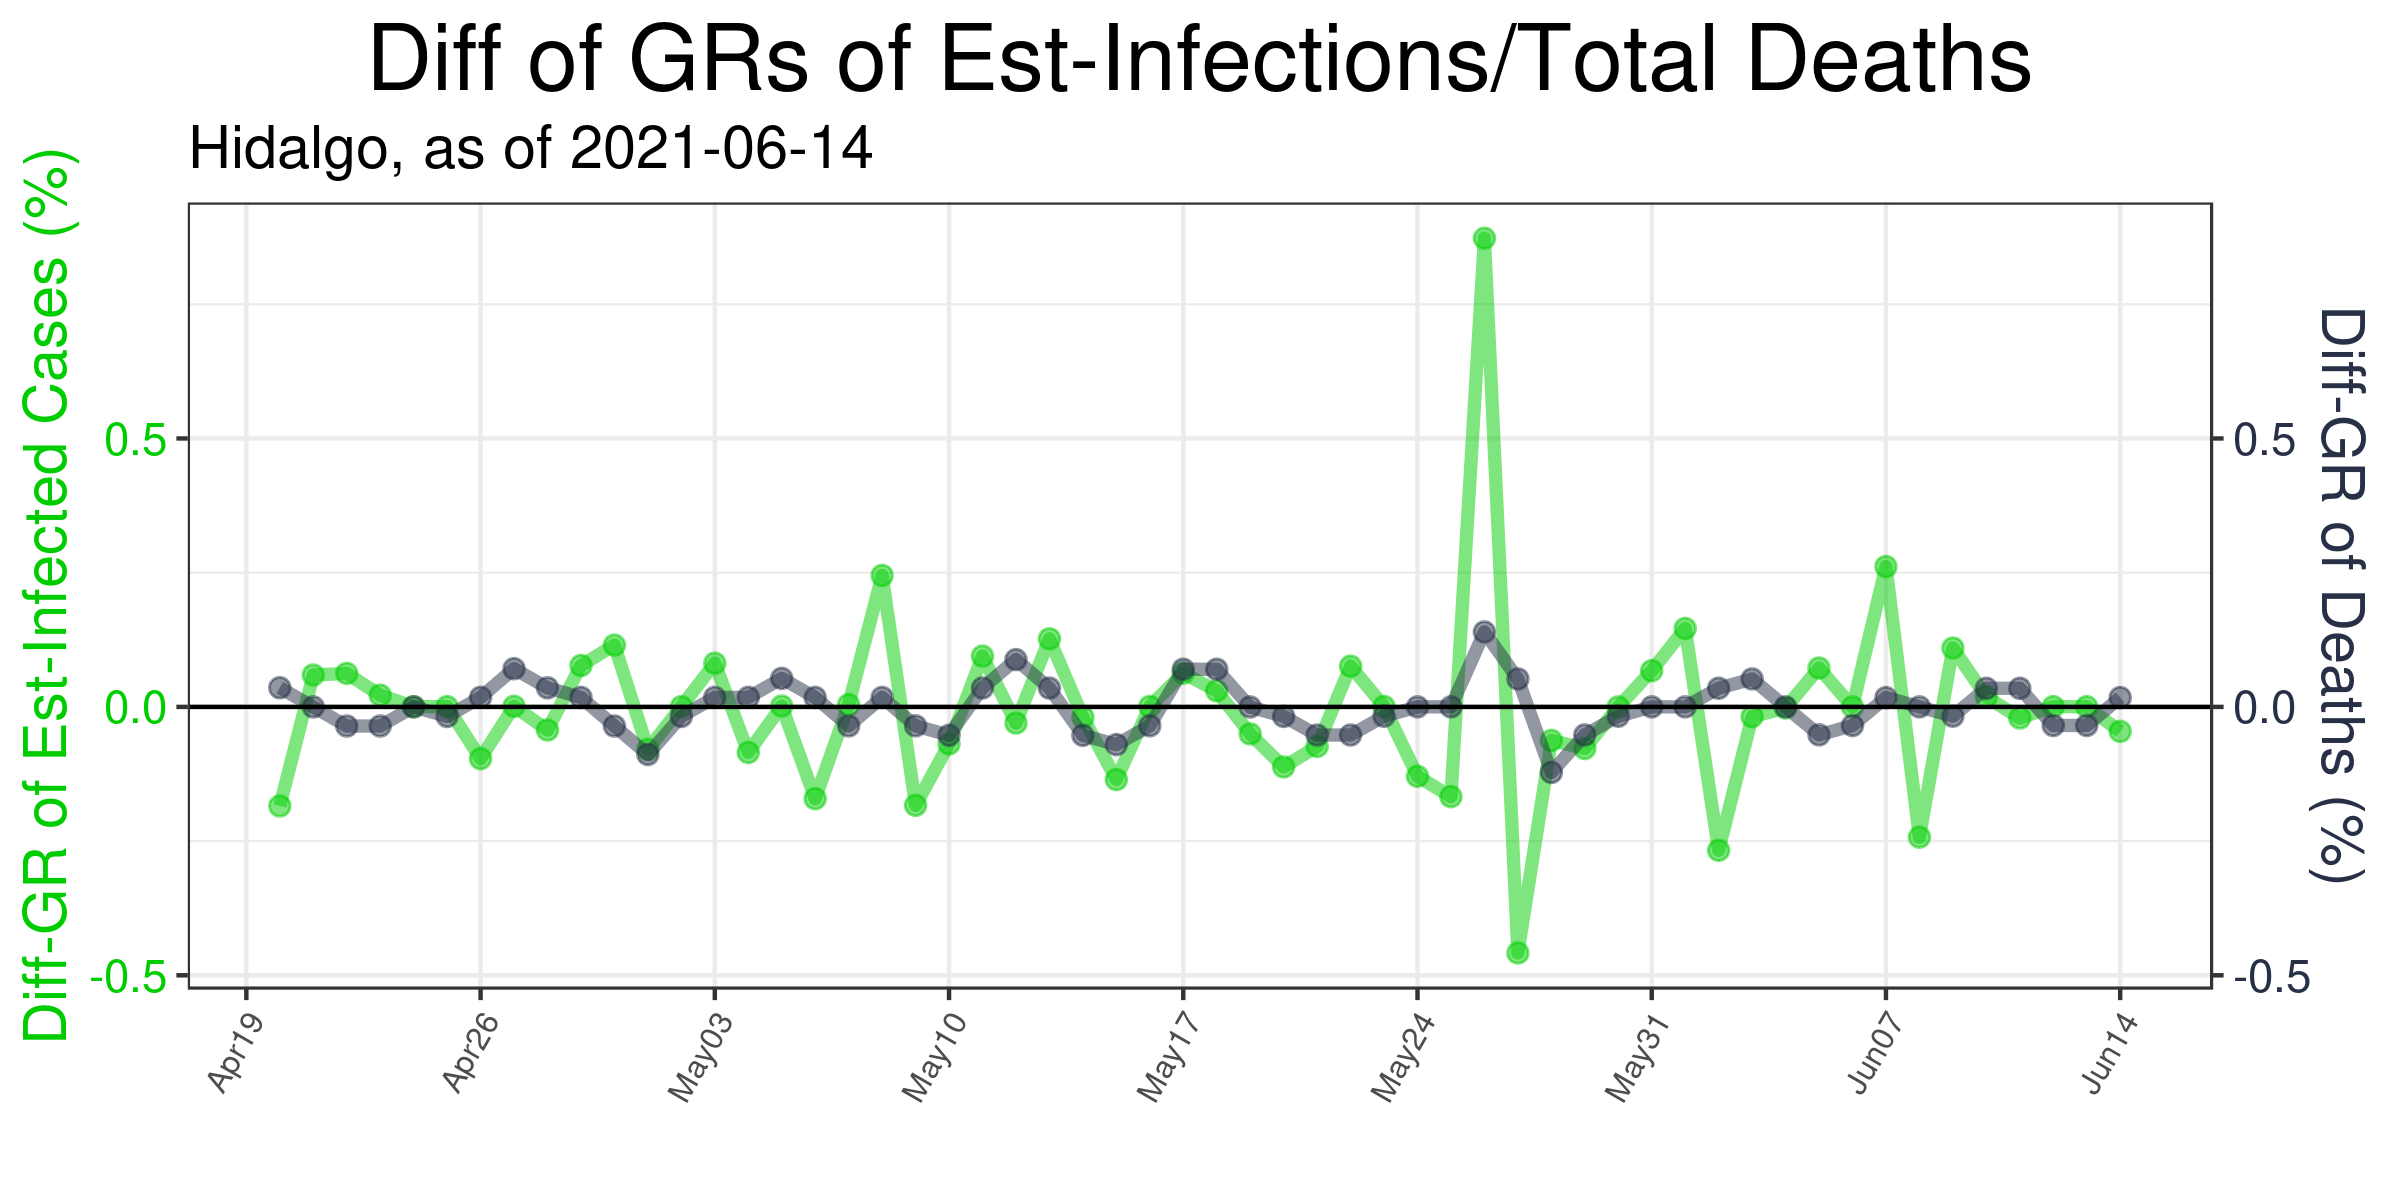 Diff of GRs of Est-Infections/Total Deaths
Hidalgo, as of 2021-06-14
Diff-GR of Est-Infected Cases (%)
0.5
0.0
-0.5
0.5
0.0
-0.5
Diff-GR of Deaths (%)
Apr19
Apr26
May03
May10
May17
May24
May31
Jun07
Jun14